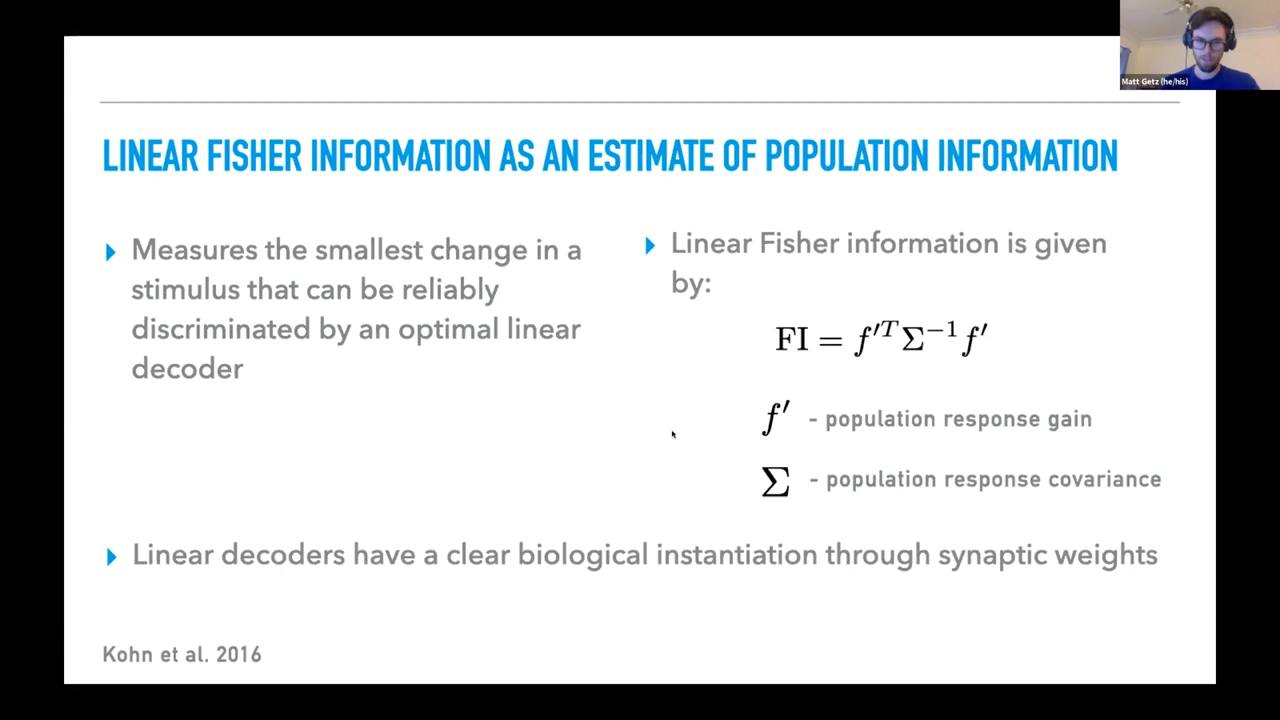 Matt Getz (he/his)
LINEAR FISHER INFORMATION AS AN ESTIMATE OF POPULATION INFORMATION
Measures the smallest change in a
stimulus that can be reliably
discriminated by an optimal linear
decoder
Linear Fisher information is given
by:
FI = f′ᵀ Σ⁻¹ f′
f′ - population response gain
Σ - population response covariance
Linear decoders have a clear biological instantiation through synaptic weights
Kohn et al. 2016